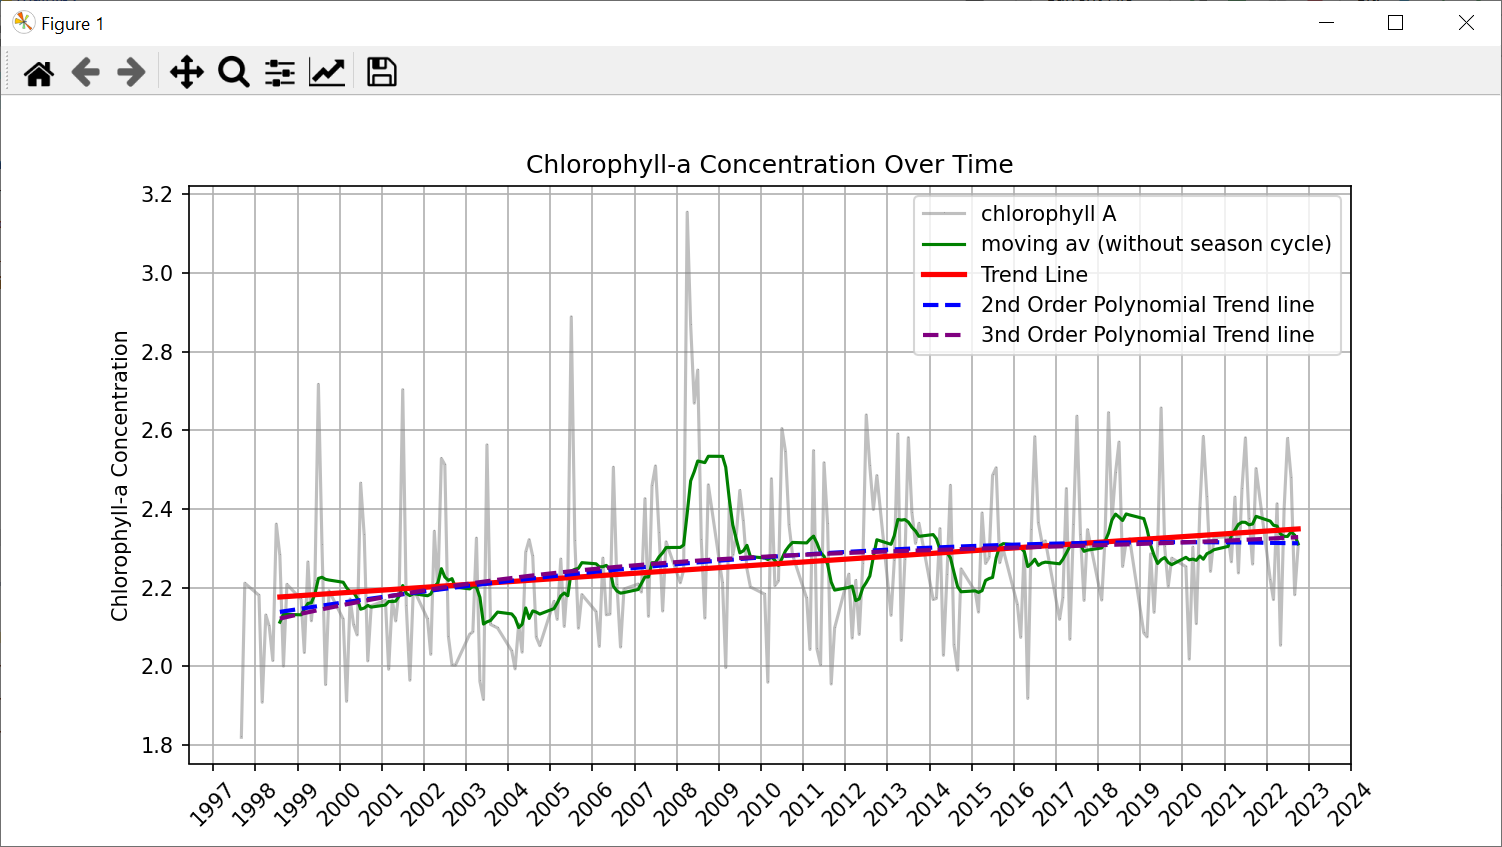 Figure 1
Chlorophyll-a Concentration Over Time
Chlorophyll-a Concentration
3.2
3.0
2.8
2.6
2.4
2.2
2.0
1.8
chlorophyll A
moving av (without season cycle)
Trend Line
2nd Order Polynomial Trend line
3nd Order Polynomial Trend line
1997 1998 1999 2000 2001 2002 2003 2004 2005 2006 2007 2008 2009 2010 2011 2012 2013 2014 2015 2016 2017 2018 2019 2020 2021 2022 2023 2024